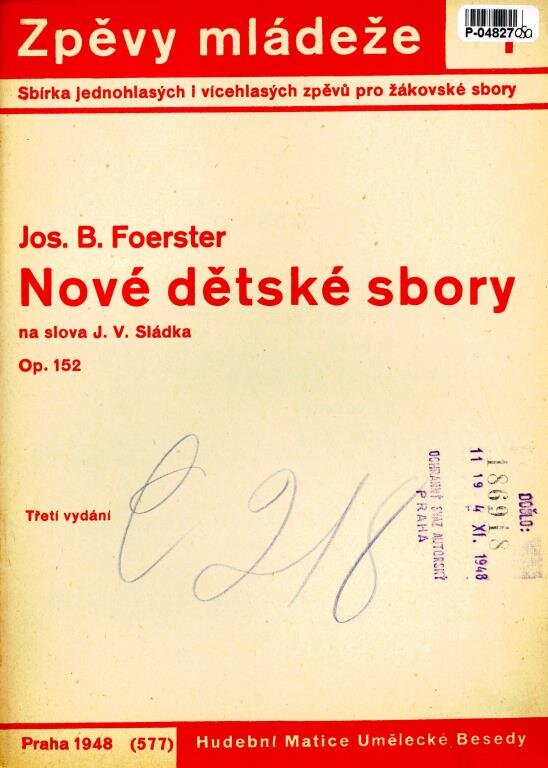 Zpěvy mládeže
P-04827
Sbírka jednohlasých i vícehlasých zpěvů pro žákovské sbory
Jos. B. Foerster
Nové dětské sbory
na slova J. V. Sládka
Op. 152
Třetí vydání
C 218
OCHRANNÝ SVAZ AUTORSKÝ
PRAHA
11 19 4 XI. 1948
186948
DOŠLO:
Praha 1948 (577) Hudební Matice Umělecké Besedy